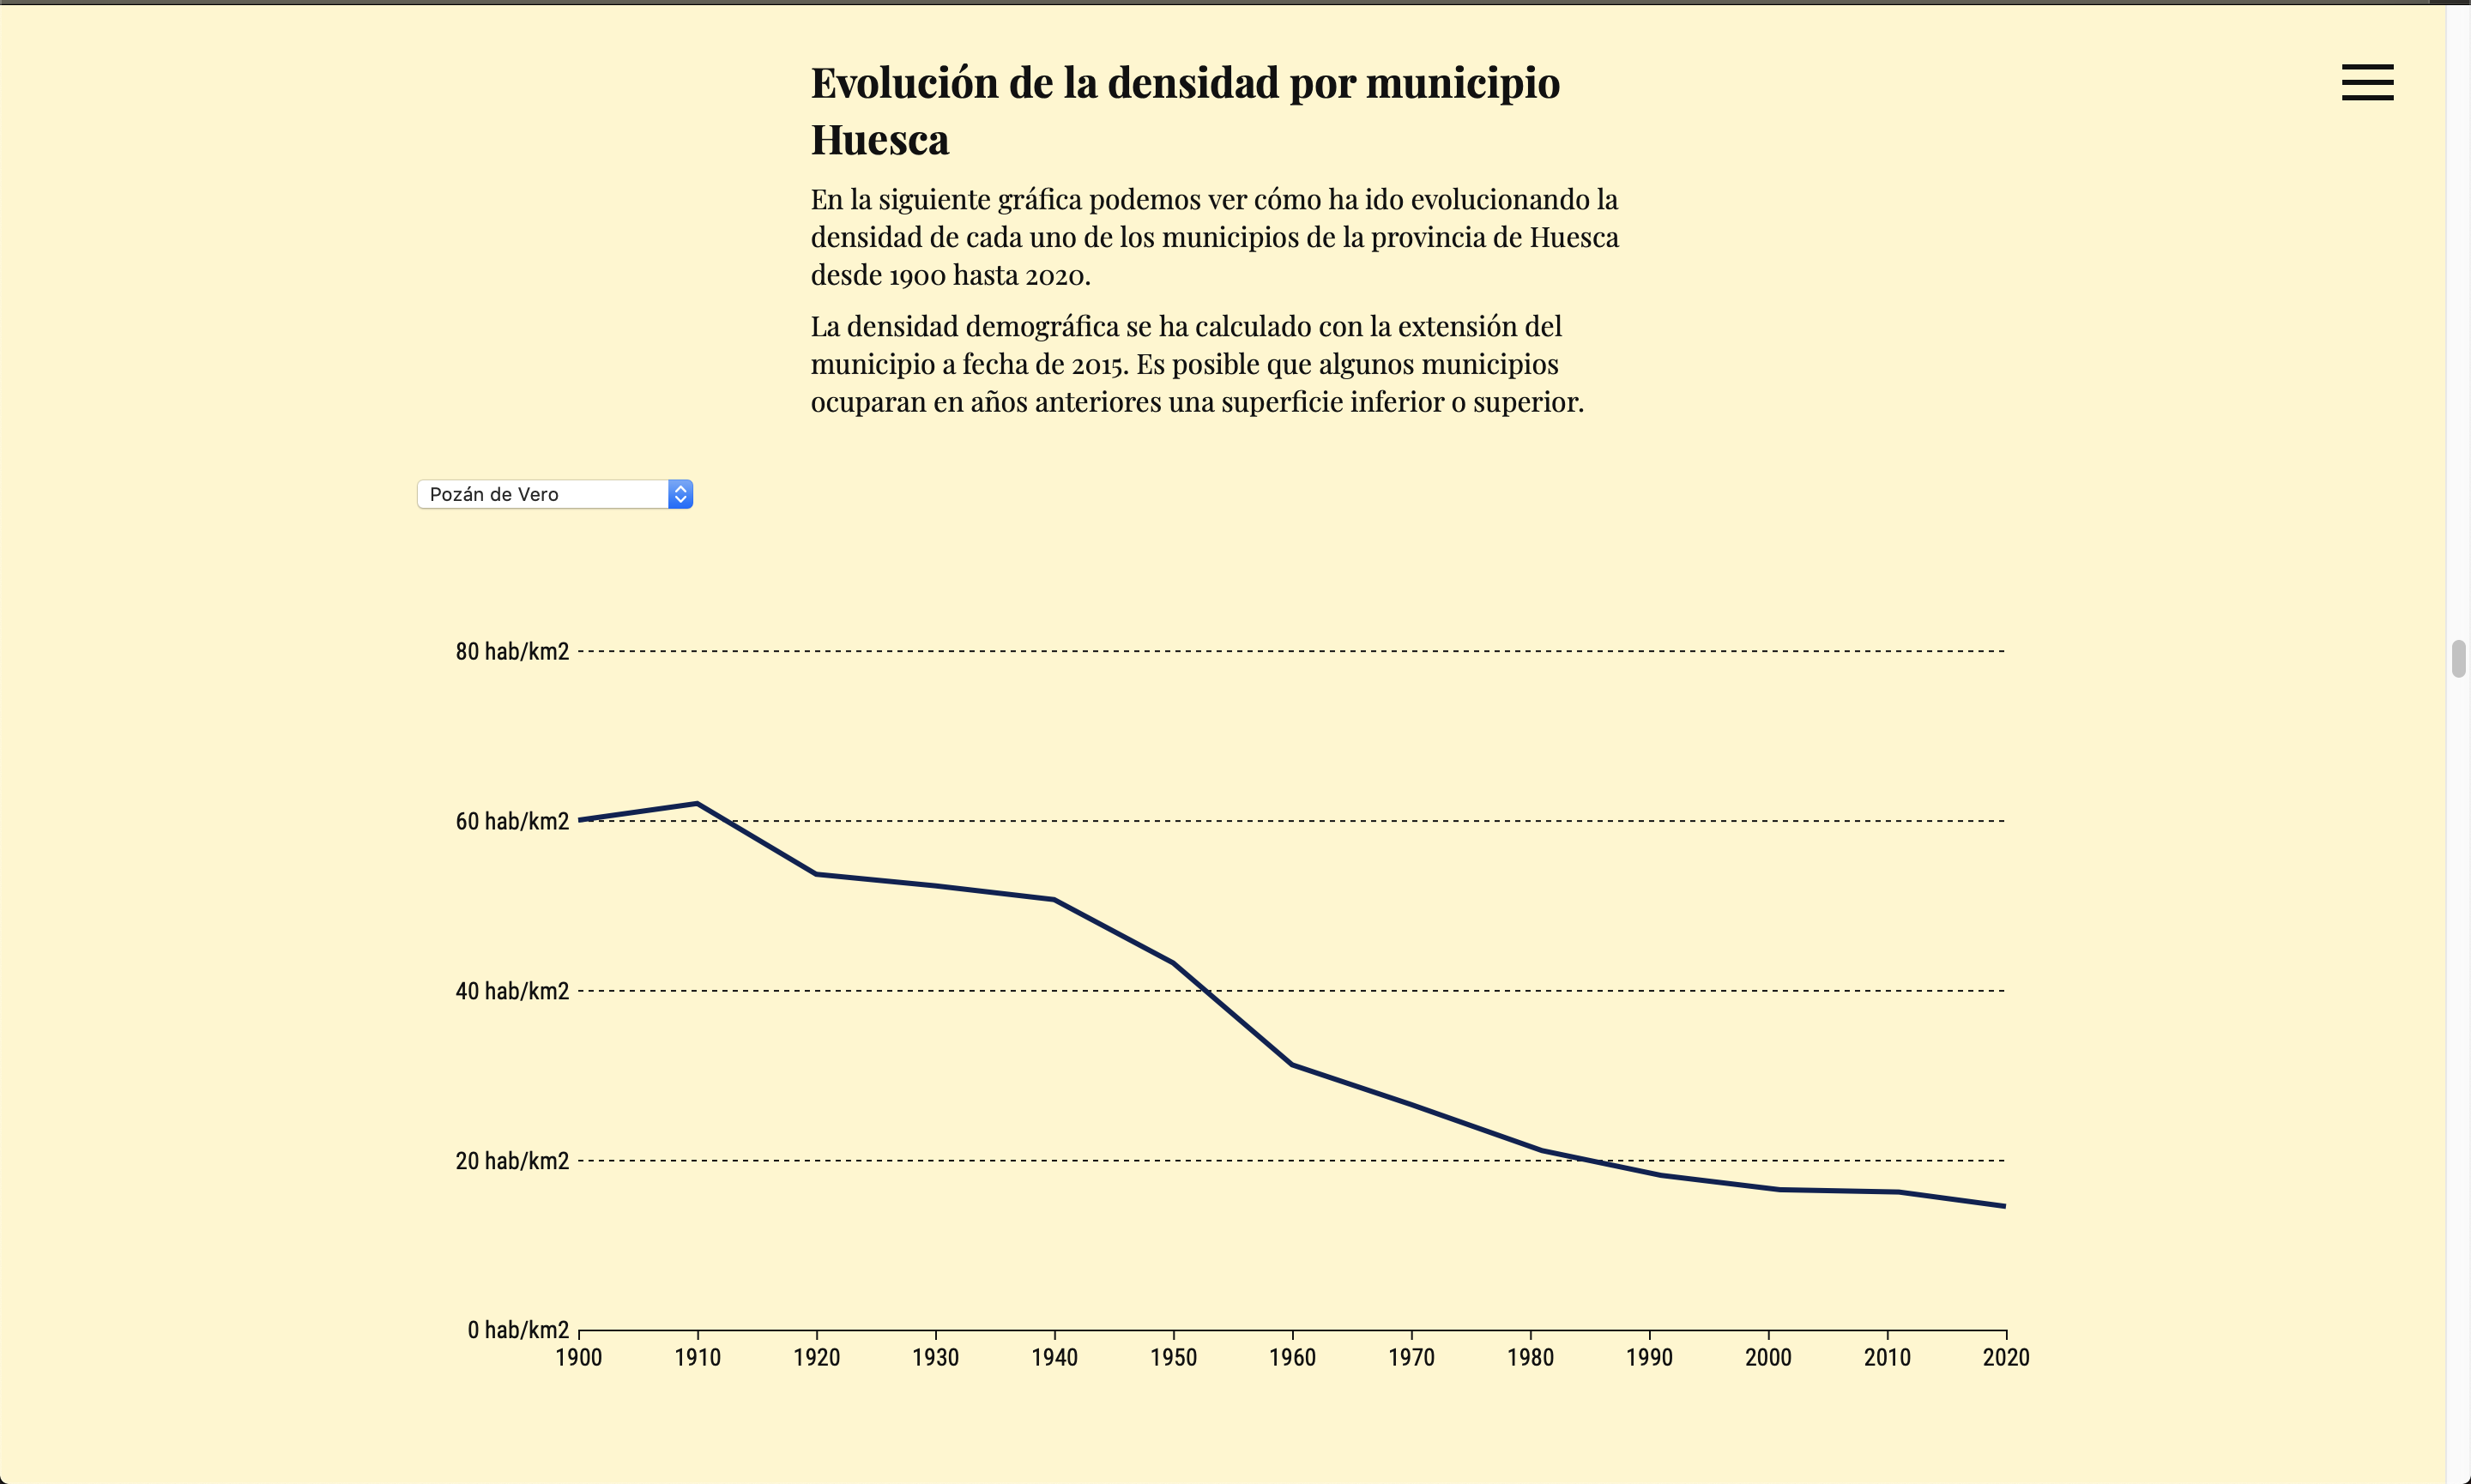 Evolución de la densidad por municipio
Huesca
En la siguiente gráfica podemos ver cómo ha ido evolucionando la
densidad de cada uno de los municipios de la provincia de Huesca
desde 1900 hasta 2020.
La densidad demográfica se ha calculado con la extensión del
municipio a fecha de 2015. Es posible que algunos municipios
ocuparan en años anteriores una superficie inferior o superior.
Pozán de Vero
80 hab/km2
60 hab/km2
40 hab/km2
20 hab/km2
0 hab/km2
1900 1910 1920 1930 1940 1950 1960 1970 1980 1990 2000 2010 2020